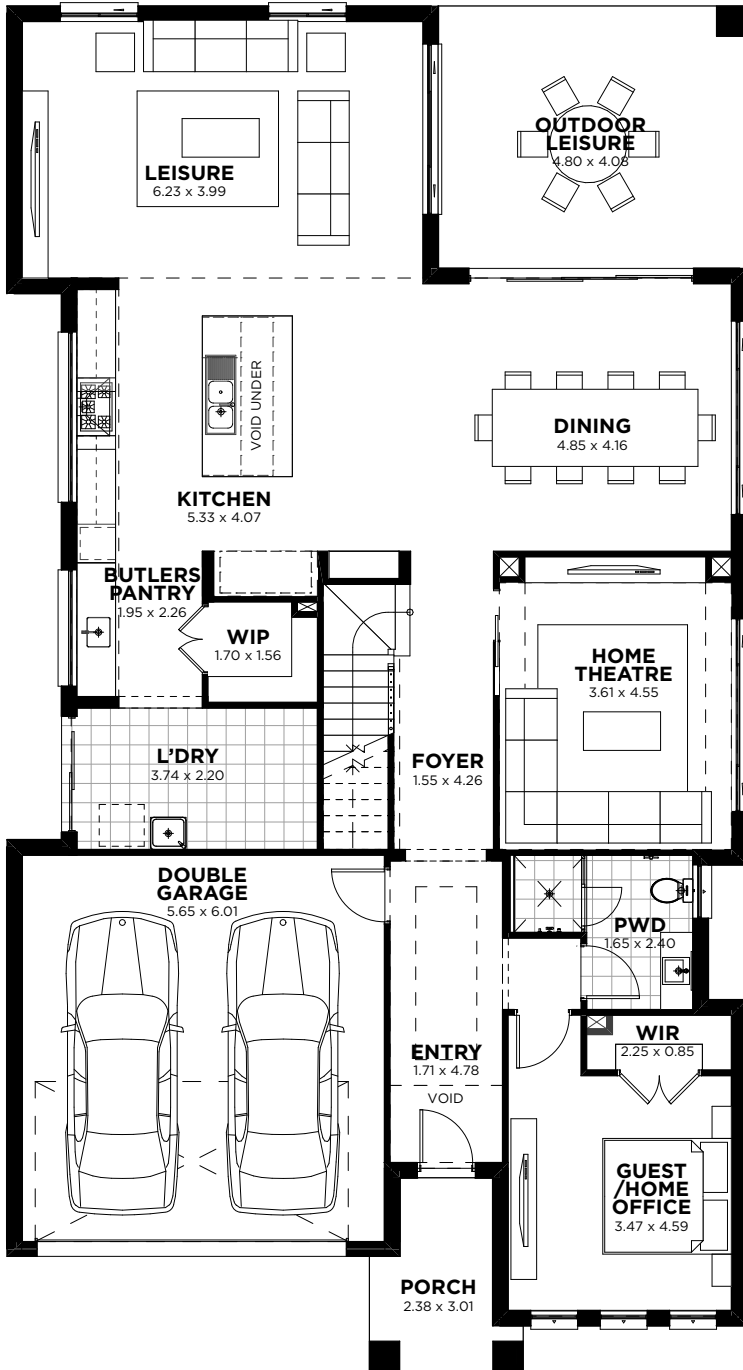 OUTDOOR
LEISURE
4.80 x 4.08
LEISURE
6.23 x 3.99
VOID UNDER
DINING
4.85 x 4.16
KITCHEN
5.33 x 4.07
BUTLERS
PANTRY
1.95 x 2.26
WIP
1.70 x 1.56
HOME
THEATRE
3.61 x 4.55
L'DRY
3.74 x 2.20
FOYER
1.55 x 4.26
DOUBLE
GARAGE
5.65 x 6.01
PWD
1.65 x 2.40
WIR
2.25 x 0.85
ENTRY
1.71 x 4.78
VOID
GUEST
/HOME
OFFICE
3.47 x 4.59
PORCH
2.38 x 3.01